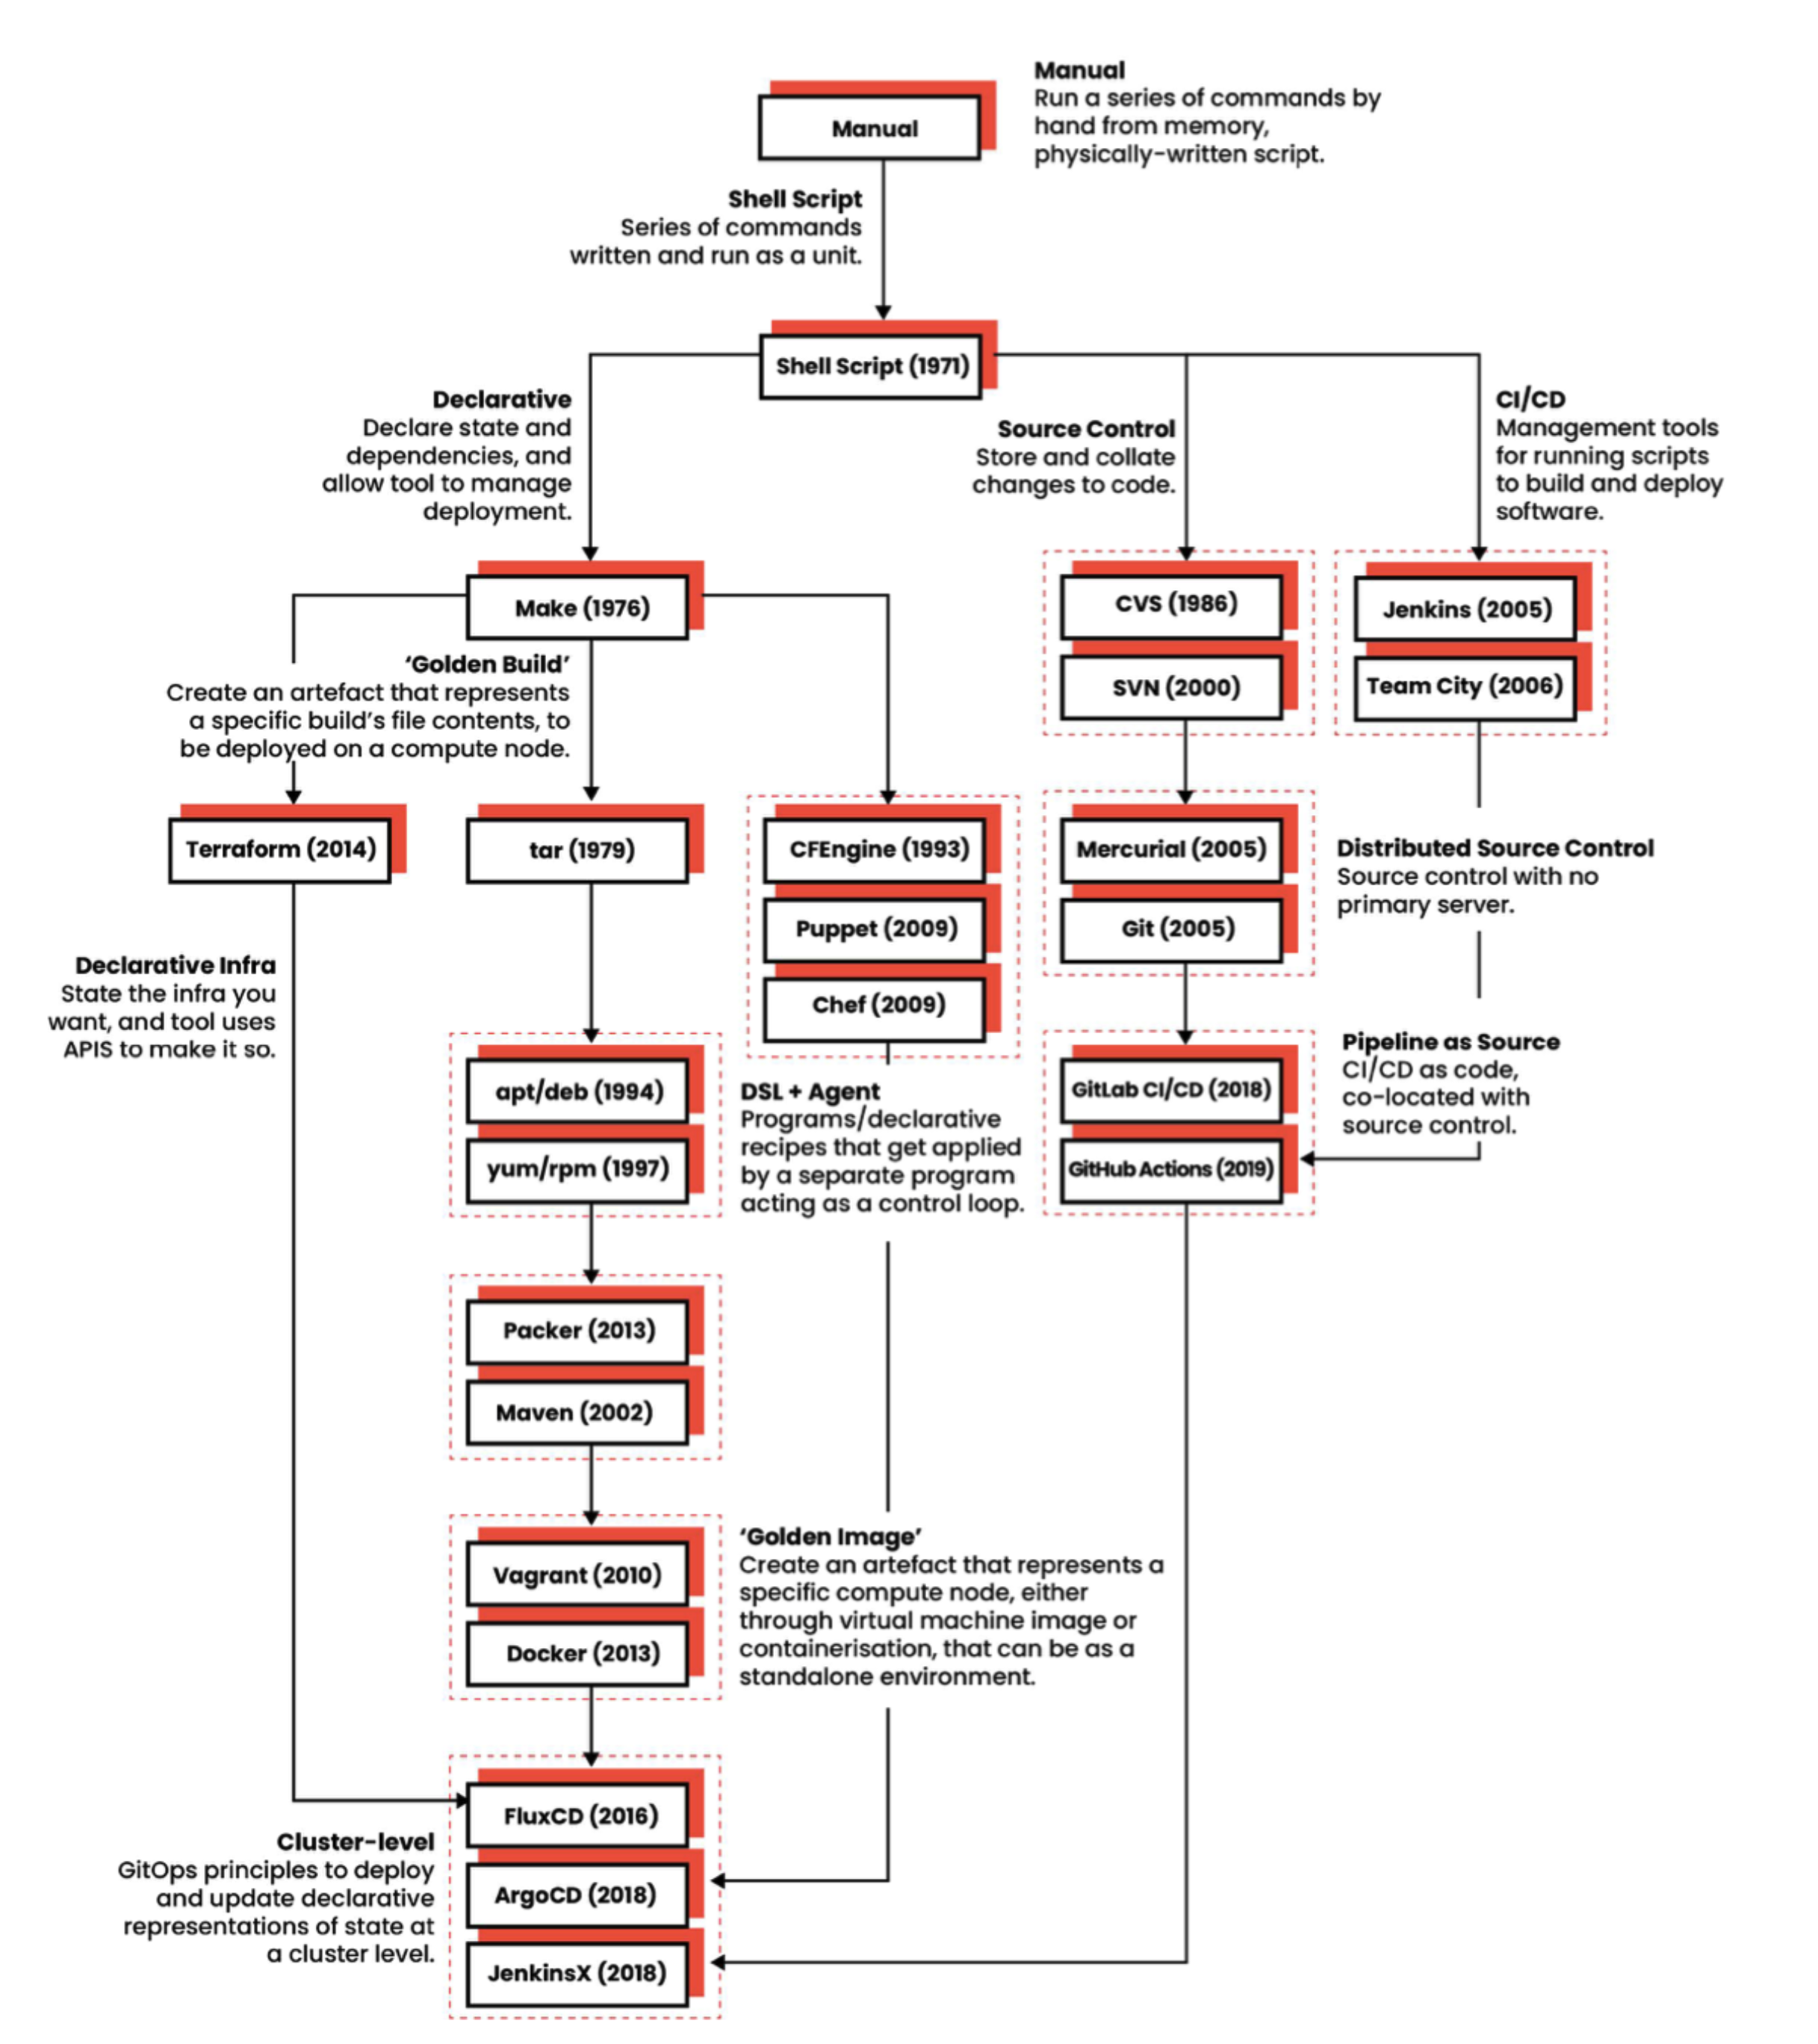 Manual
Manual
Run a series of commands by
hand from memory,
physically-written script.
Shell Script
Series of commands
written and run as a unit.
Shell Script (1971)
Declarative
Declare state and
dependencies, and
allow tool to manage
deployment.
Source Control
Store and collate
changes to code.
CI/CD
Management tools
for running scripts
to build and deploy
software.
Make (1976)
CVS (1986)
SVN (2000)
Jenkins (2005)
Team City (2006)
‘Golden Build’
Create an artefact that represents
a specific build’s file contents, to
be deployed on a compute node.
Terraform (2014)
tar (1979)
CFEngine (1993)
Puppet (2009)
Chef (2009)
Mercurial (2005)
Git (2005)
Distributed Source Control
Source control with no
primary server.
Declarative Infra
State the infra you
want, and tool uses
APIS to make it so.
apt/deb (1994)
yum/rpm (1997)
DSL + Agent
Programs/declarative
recipes that get applied
by a separate program
acting as a control loop.
GitLab CI/CD (2018)
GitHub Actions (2019)
Pipeline as Source
CI/CD as code,
co-located with
source control.
Packer (2013)
Maven (2002)
Vagrant (2010)
Docker (2013)
‘Golden Image’
Create an artefact that represents a
specific compute node, either
through virtual machine image or
containerisation, that can be as a
standalone environment.
FluxCD (2016)
ArgoCD (2018)
JenkinsX (2018)
Cluster-level
GitOps principles to deploy
and update declarative
representations of state at
a cluster level.